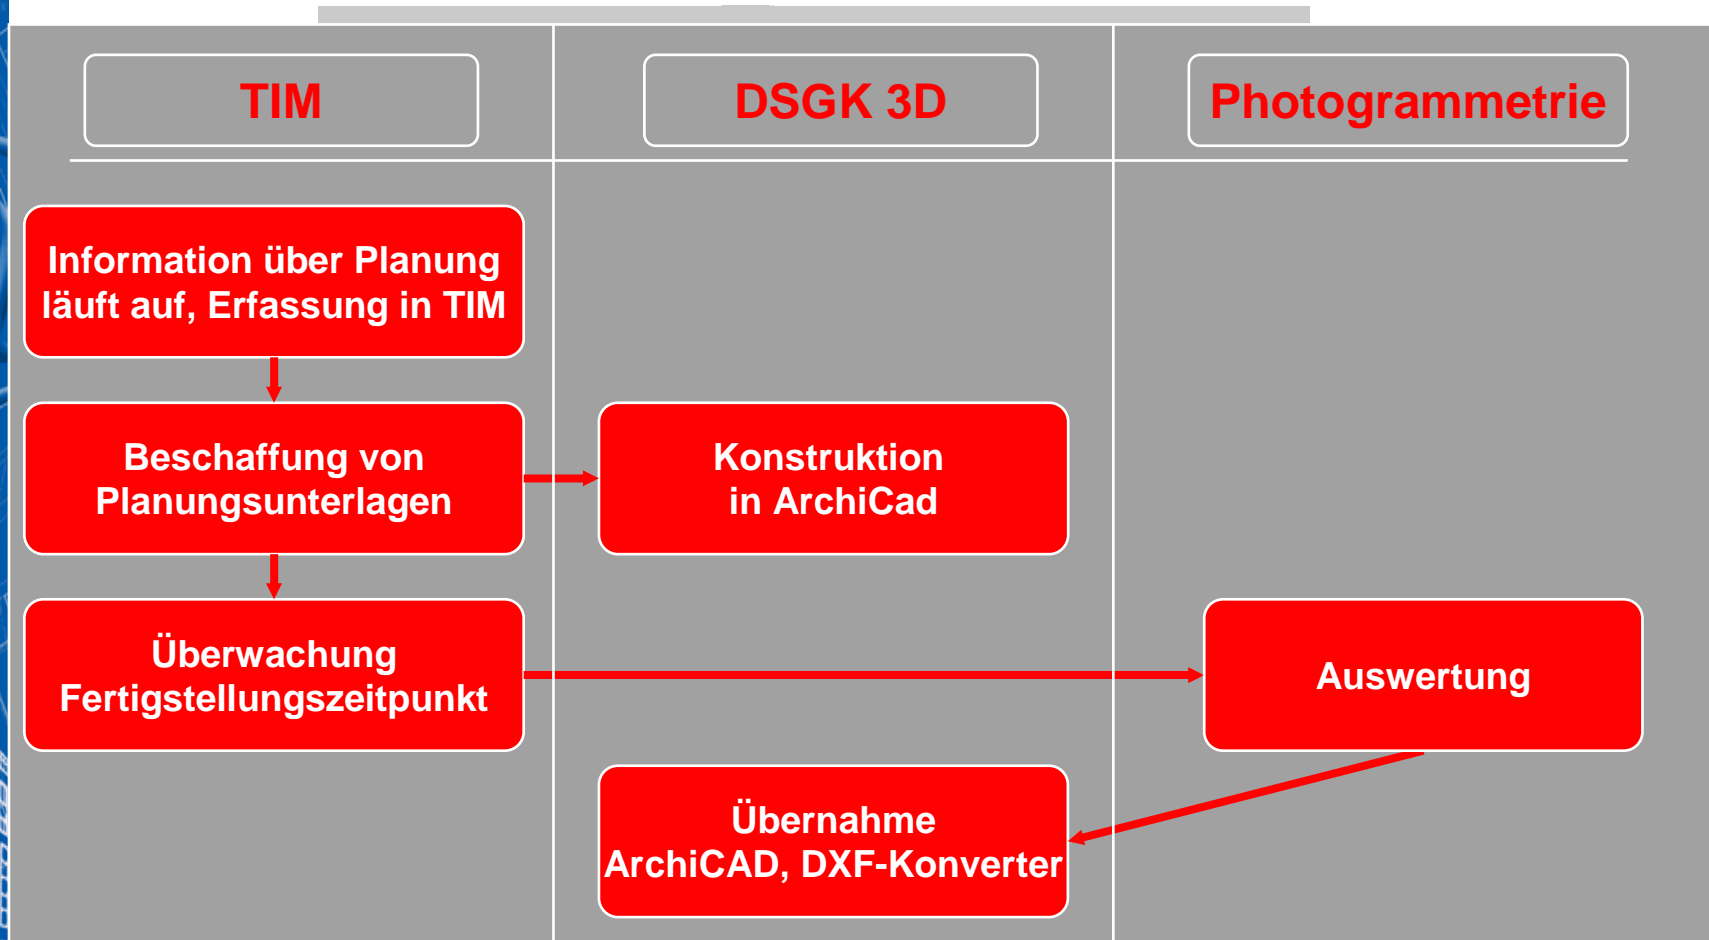 TIM
DSGK 3D
Photogrammetrie
Information über Planung
läuft auf, Erfassung in TIM
Beschaffung von
Planungsunterlagen
Konstruktion
in ArchiCad
Überwachung
Fertigstellungszeitpunkt
Auswertung
Übernahme
ArchiCAD, DXF-Konverter